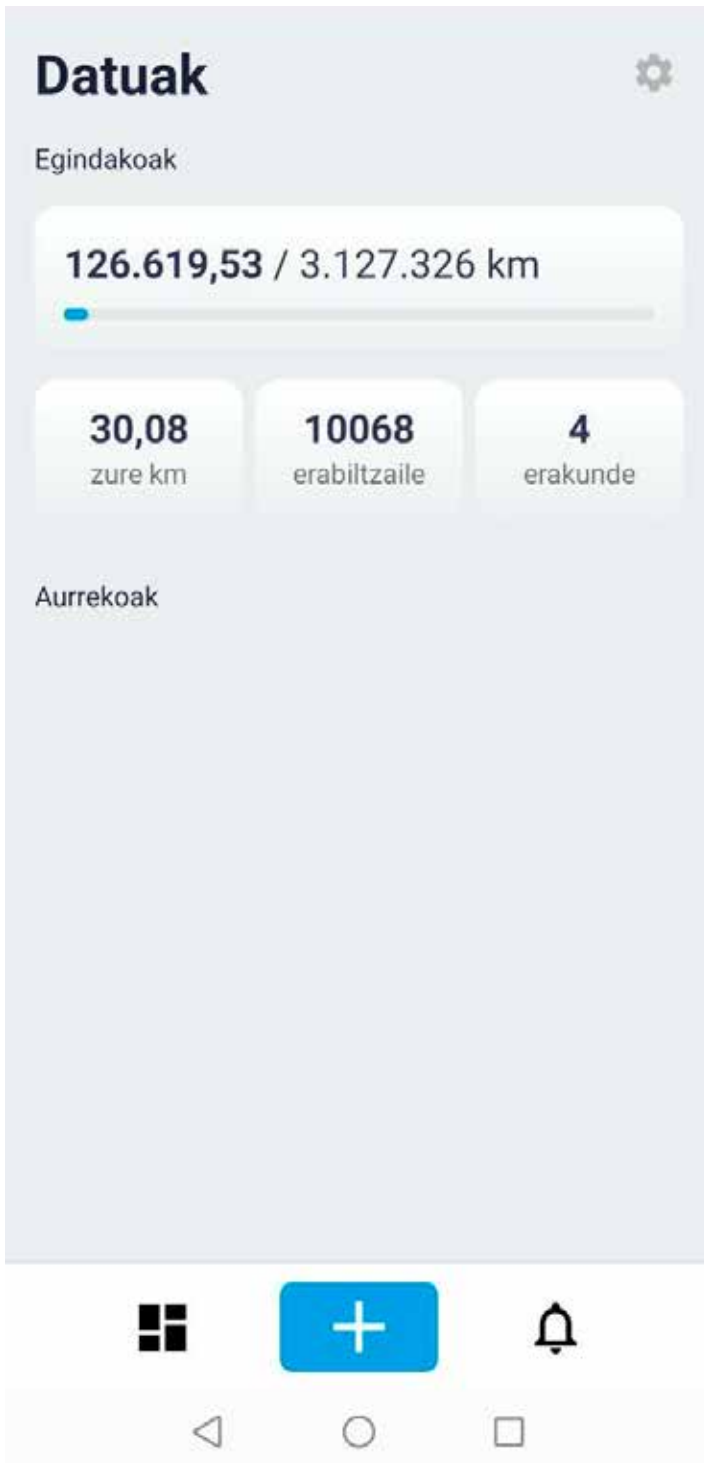 Datuak
Egindakoak
126.619,53 / 3.127.326 km
30,08 10068 4
zure km erabiltzaile erakunde
Aurrekoak